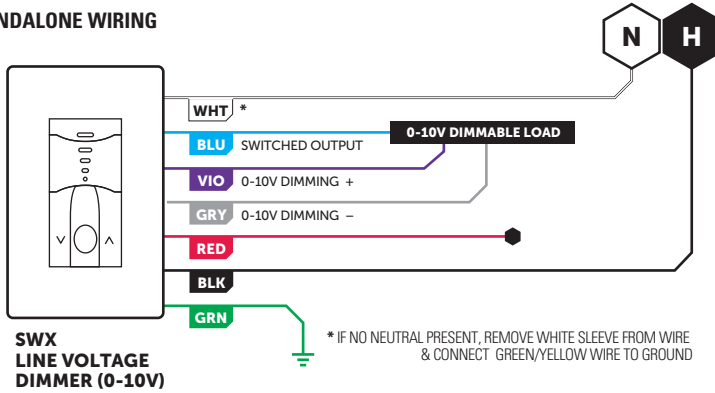 NDALONE WIRING
N
H
WHT *
0-10V DIMMABLE LOAD
BLU SWITCHED OUTPUT
VIO 0-10V DIMMING +
GRY 0-10V DIMMING –
RED
BLK
GRN
* IF NO NEUTRAL PRESENT, REMOVE WHITE SLEEVE FROM WIRE
& CONNECT GREEN/YELLOW WIRE TO GROUND
SWX
LINE VOLTAGE
DIMMER (0-10V)